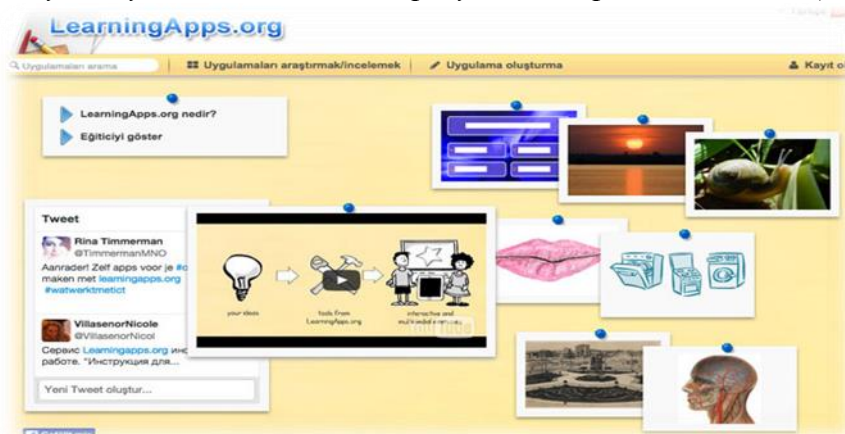 LearningApps.org
Uygulamaları arama
Uygulamaları araştırmak/incelemek
Uygulama oluşturma
Kayıt o
LearningApps.org nedir?
Eğiticiyi göster
Tweet
Rina Timmerman
@TimmermanMNO
Aanrader! Zelf apps voor je #o
maken met learningapps.org
#watwerktmetict
VillasenorNicole
@VillasenorNicol
Сервис Learningapps.org инс
работе. "Инструкция для...
Yeni Tweet oluştur...
your ideas
tools from
LearningApps.org
interactive and
YouTube